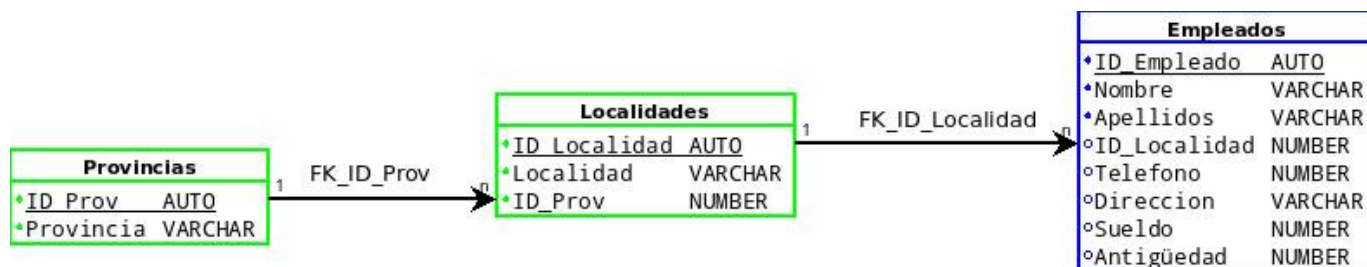 Provincias
ID_Prov AUTO
Provincia VARCHAR
1 FK_ID_Prov n
Localidades
ID_Localidad AUTO
Localidad VARCHAR
ID_Prov NUMBER
1 FK_ID_Localidad n
Empleados
ID_Empleado AUTO
Nombre VARCHAR
Apellidos VARCHAR
ID_Localidad NUMBER
Telefono NUMBER
Direccion VARCHAR
Sueldo NUMBER
Antigüedad NUMBER